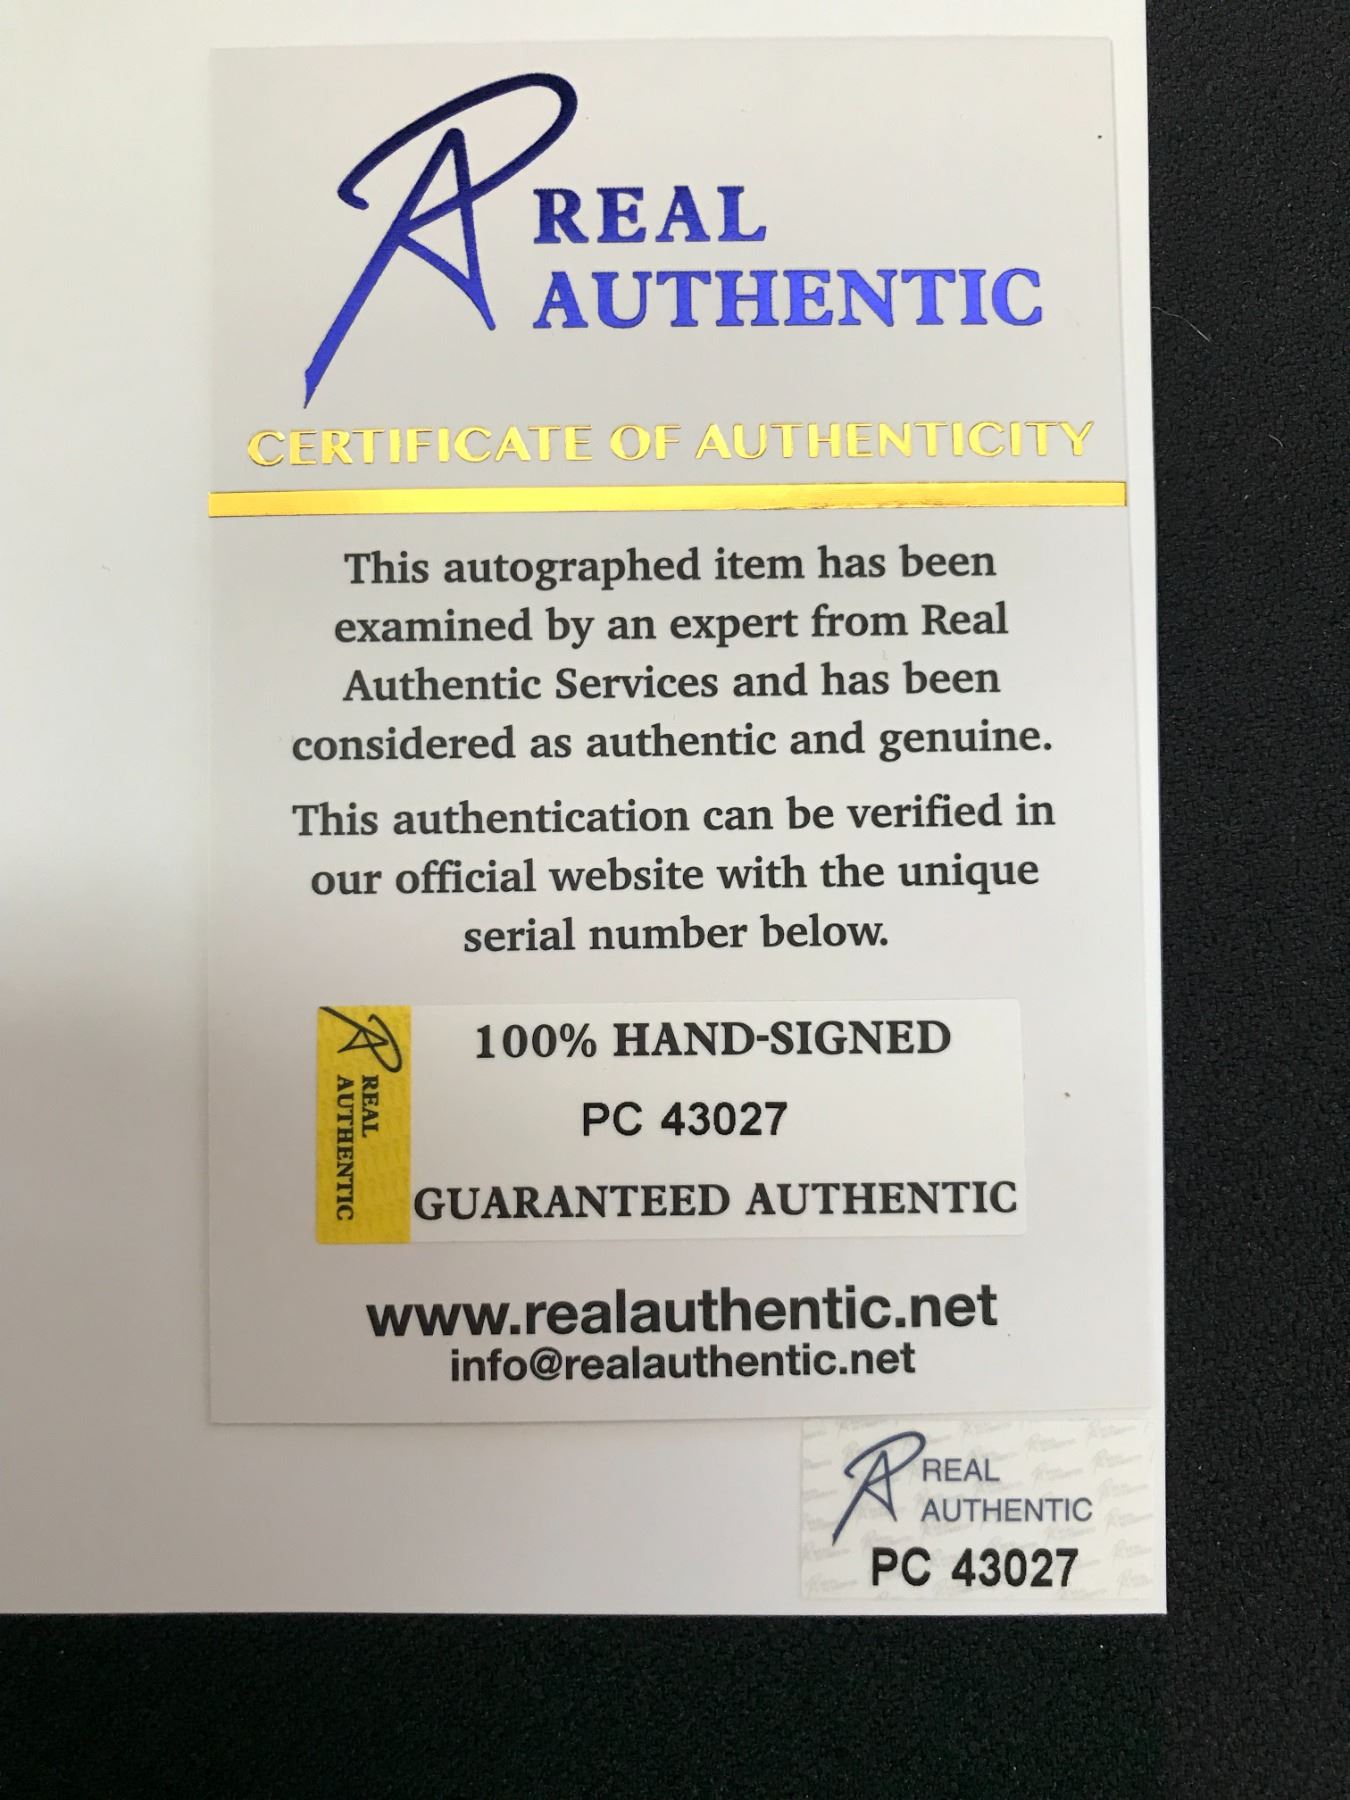 REAL
AUTHENTIC
CERTIFICATE OF AUTHENTICITY
This autographed item has been
examined by an expert from Real
Authentic Services and has been
considered as authentic and genuine.
This authentication can be verified in
our official website with the unique
serial number below.
REAL
AUTHENTIC
100% HAND-SIGNED
PC 43027
GUARANTEED AUTHENTIC
www.realauthentic.net
info@realauthentic.net
REAL
AUTHENTIC
PC 43027